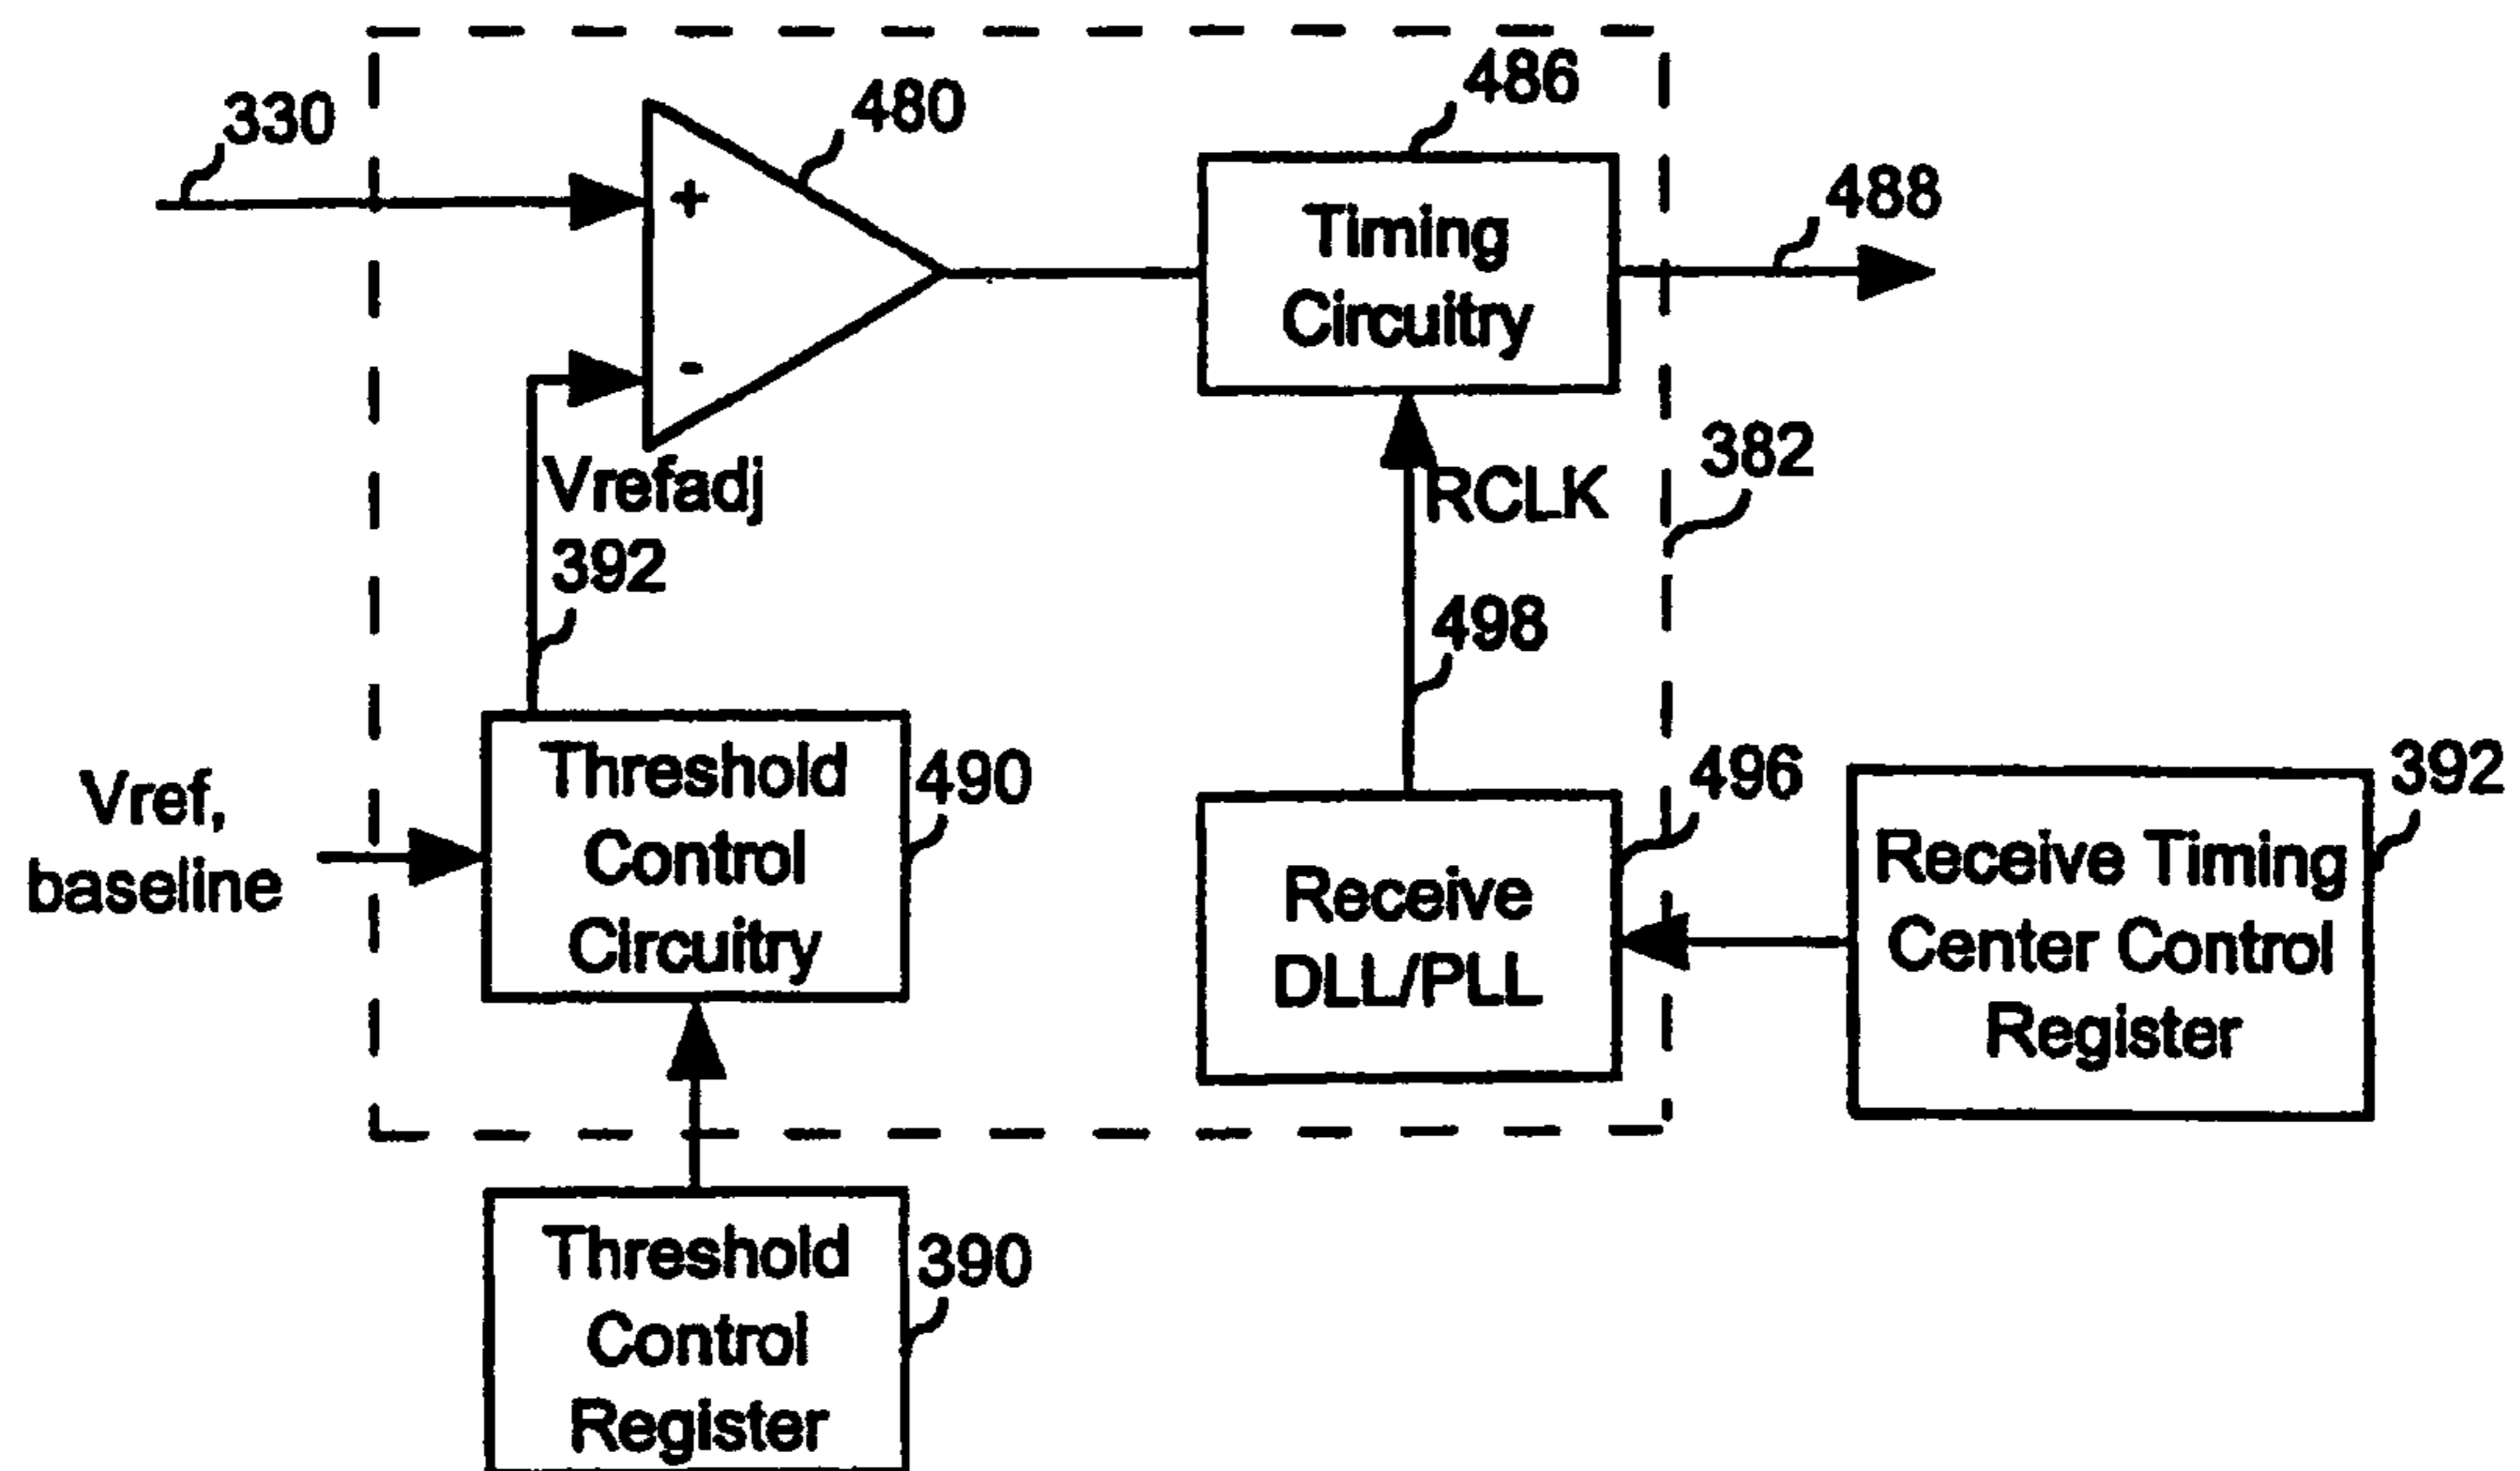 330
480
486
+
Timing
Circuitry
488
-
Vrefadj
392
RCLK
382
498
Vref,
baseline
Threshold
Control
Circuitry
490
Receive
DLL/PLL
496
Receive Timing
Center Control
Register
392
Threshold
Control
Register
390